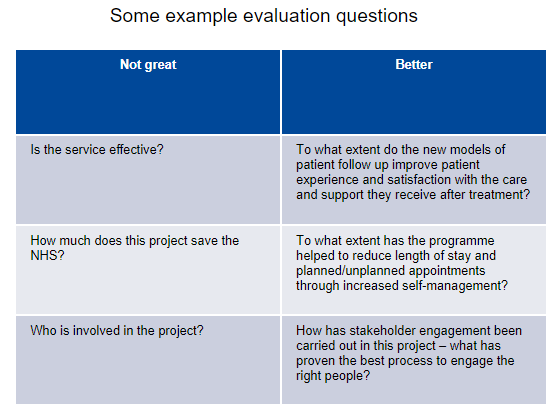 Some example evaluation questions
Not great
Better
Is the service effective?
To what extent do the new models of
patient follow up improve patient
experience and satisfaction with the care
and support they receive after treatment?
How much does this project save the
NHS?
To what extent has the programme
helped to reduce length of stay and
planned/unplanned appointments
through increased self-management?
Who is involved in the project?
How has stakeholder engagement been
carried out in this project – what has
proven the best process to engage the
right people?